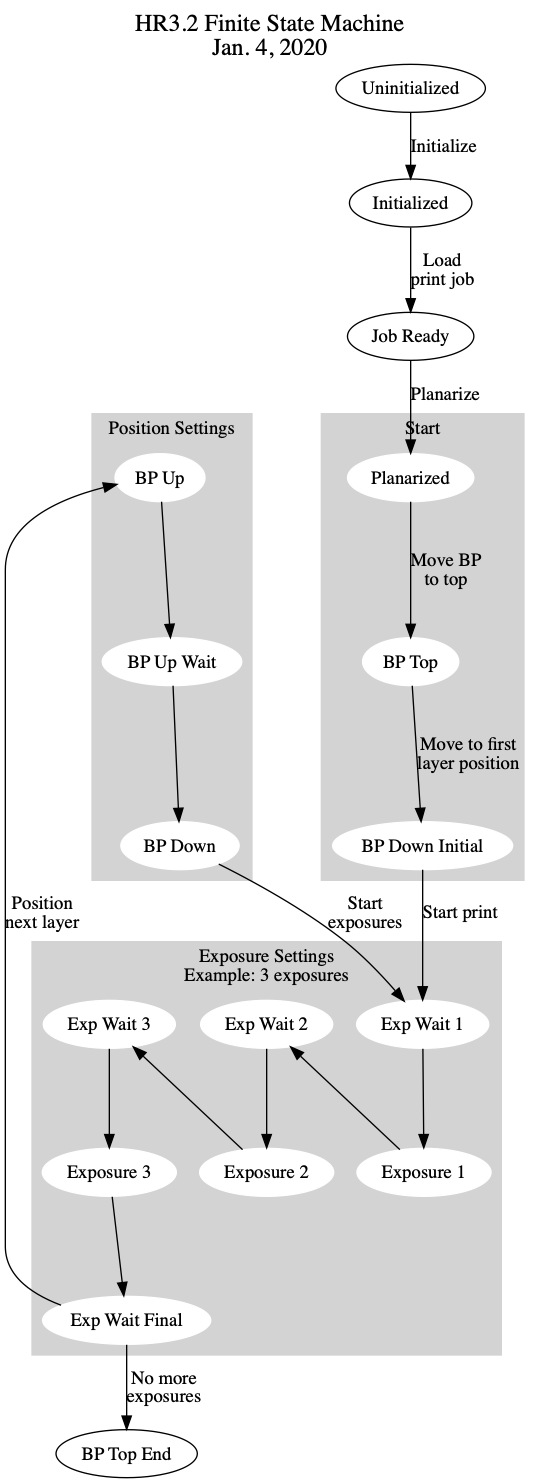 HR3.2 Finite State Machine
Jan. 4, 2020
Uninitialized
Initialize
Initialized
Load
print job
Job Ready
Planarize
Position Settings
Start
BP Up
Planarized
Move BP
to top
BP Up Wait
BP Top
Move to first
layer position
BP Down
BP Down Initial
Position
next layer
Start
exposures
Start print
Exposure Settings
Example: 3 exposures
Exp Wait 3
Exp Wait 2
Exp Wait 1
Exposure 3
Exposure 2
Exposure 1
Exp Wait Final
No more
exposures
BP Top End